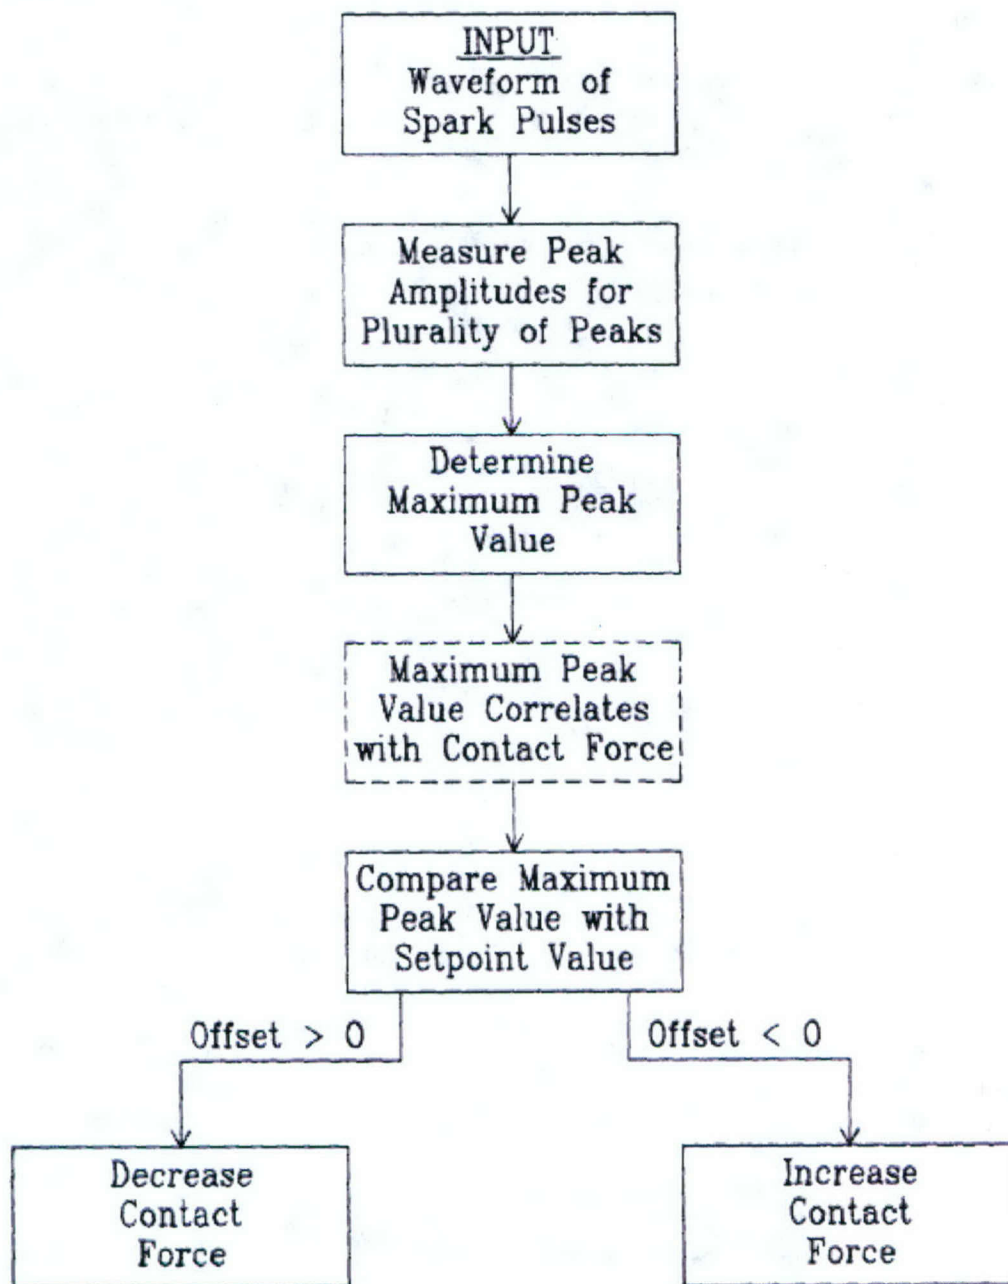 INPUT
Waveform of
Spark Pulses
Measure Peak
Amplitudes for
Plurality of Peaks
Determine
Maximum Peak
Value
Maximum Peak
Value Correlates
with Contact Force
Compare Maximum
Peak Value with
Setpoint Value
Offset > 0
Offset < 0
Decrease
Contact
Force
Increase
Contact
Force